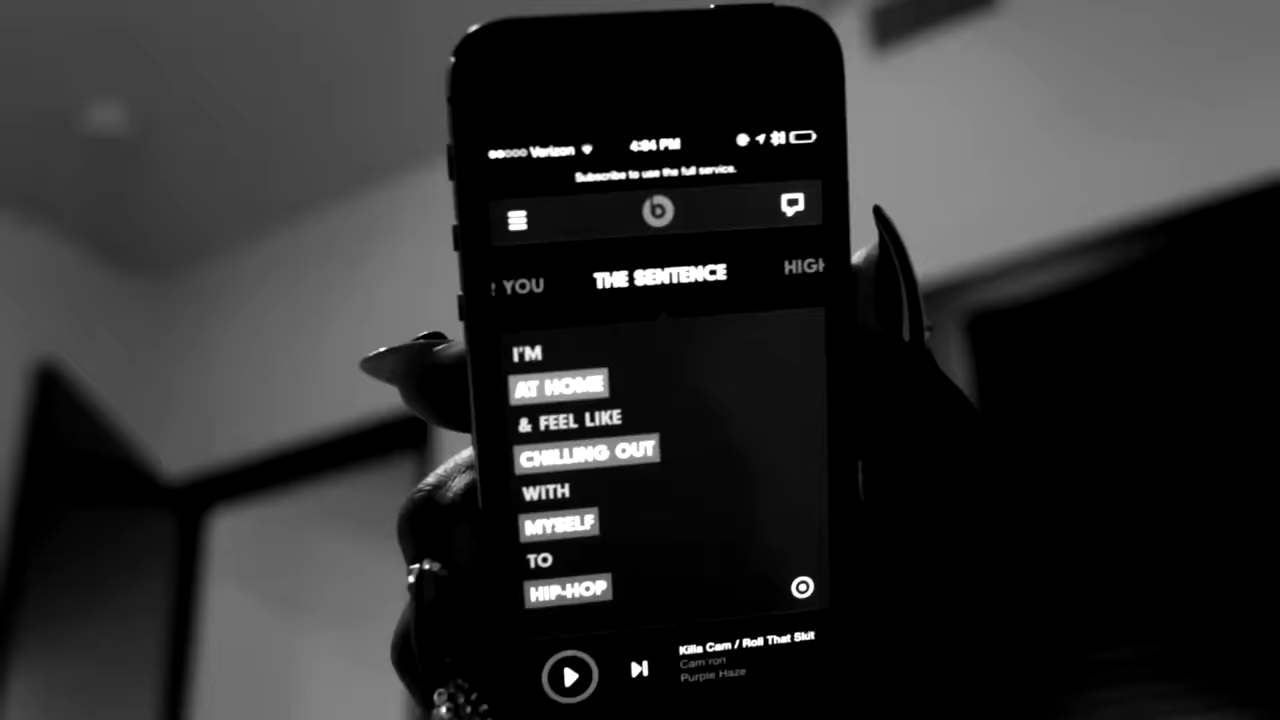 Verizon 4:34 PM
Subscribe to use the full service.
b
YOU THE SENTENCE HIGH
I'M
AT HOME
& FEEL LIKE
CHILLING OUT
WITH
MYSELF
TO
HIP-HOP
Killa Cam / Roll That Skit
Cam'ron
Purple Haze